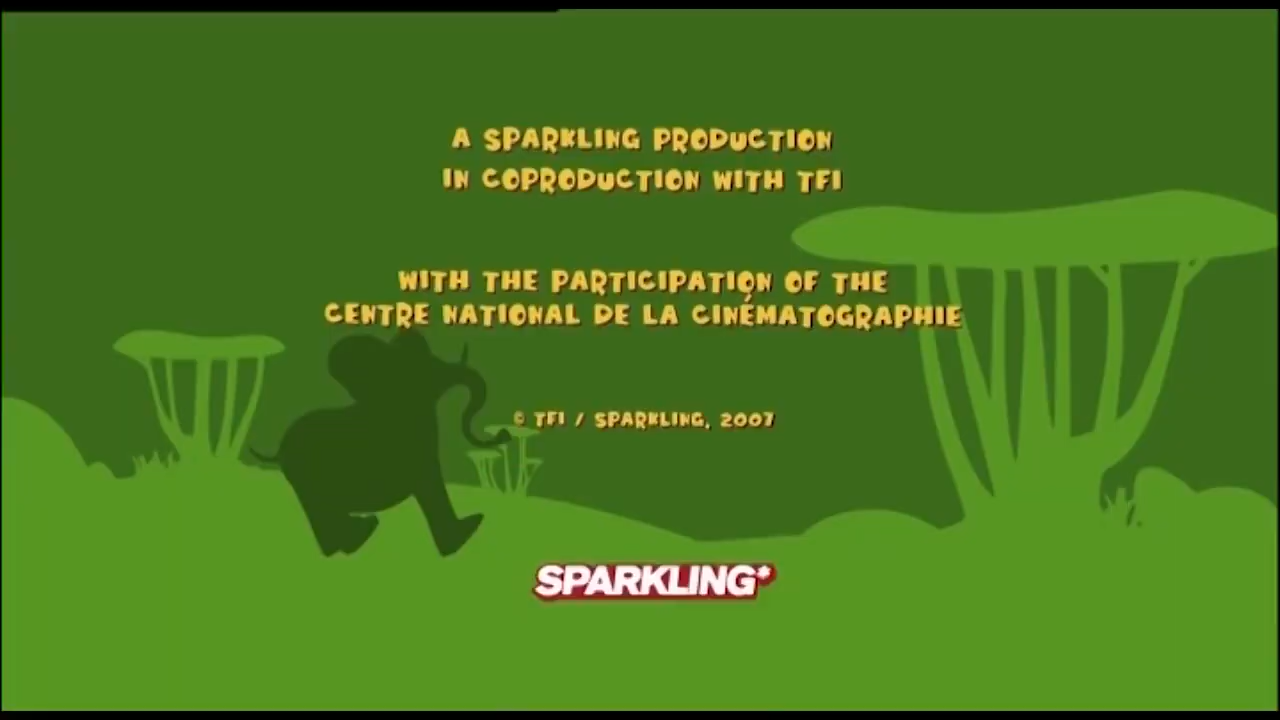 A SPARKLING PRODUCTION
IN COPRODUCTION WITH TF1
WITH THE PARTICIPATION OF THE
CENTRE NATIONAL DE LA CINÉMATOGRAPHIE
© TF1 / SPARKLING, 2007
SPARKLING*